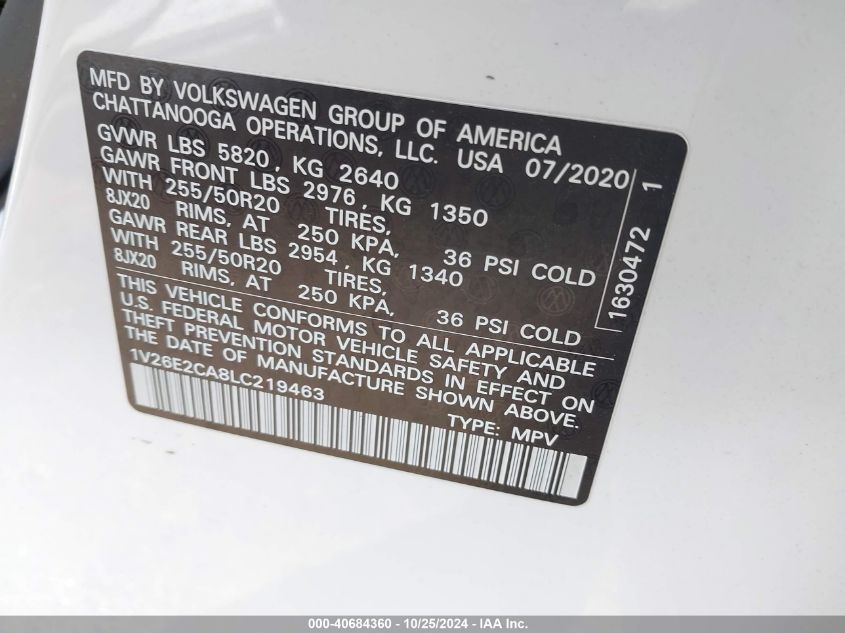 MFD BY VOLKSWAGEN GROUP OF AMERICA
CHATTANOOGA OPERATIONS, LLC. USA 07/2020
GVWR LBS 5820, KG 2640
GAWR FRONT LBS 2976, KG 1350
WITH 255/50R20 TIRES,
8JX20 RIMS, AT 250 KPA, 36 PSI COLD
GAWR REAR LBS 2954, KG 1340
WITH 255/50R20 TIRES,
8JX20 RIMS, AT 250 KPA, 36 PSI COLD
THIS VEHICLE CONFORMS TO ALL APPLICABLE
U.S. FEDERAL MOTOR VEHICLE SAFETY AND
THEFT PREVENTION STANDARDS IN EFFECT ON
THE DATE OF MANUFACTURE SHOWN ABOVE.
1V26E2CA8LC219463
TYPE: MPV
1630472 1
000-40684360 - 10/25/2024 - IAA Inc.